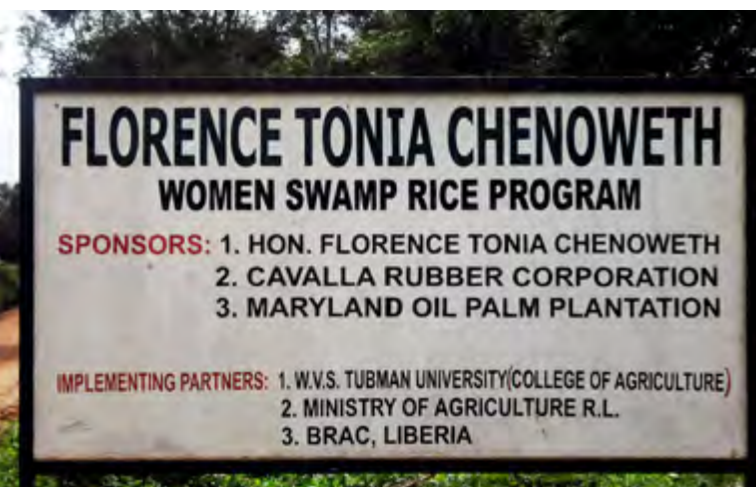 FLORENCE TONIA CHENOWETH
WOMEN SWAMP RICE PROGRAM
SPONSORS: 1. HON. FLORENCE TONIA CHENOWETH
2. CAVALLA RUBBER CORPORATION
3. MARYLAND OIL PALM PLANTATION
IMPLEMENTING PARTNERS: 1. W.V.S. TUBMAN UNIVERSITY(COLLEGE OF AGRICULTURE)
2. MINISTRY OF AGRICULTURE R.L.
3. BRAC, LIBERIA